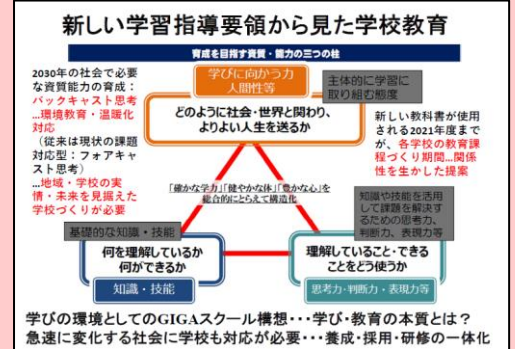 新しい学習指導要領から見た学校教育
育成を目指す資質・能力の三つの柱
学びに向かう力
人間性等
主体的に学習に
取り組む態度
どのように社会・世界と関わり、
よりよい人生を送るか
2030年の社会で必要
な資質能力の育成：
バックキャスト思考
…環境教育・温暖化
対応
（従来は現状の課題
対応型：フォアキャ
スト思考）
…地域・学校の実
情・未来を見据えた
学校づくりが必要
新しい教科書が使用
される2021年度まで
が、各学校の教育課
程づくり期間…関係
性を生かした提案
「確かな学力」「健やかな体」「豊かな心」を
総合的にとらえて構造化
基礎的な知識・技能
何を理解しているか
何ができるか
知識・技能
知識や技能を活用
して課題を解決す
るための思考力、
判断力、表現力等
理解していること・できる
ことをどう使うか
思考力・判断力・表現力等
学びの環境としてのGIGAスクール構想・・・学び・教育の本質とは？
急速に変化する社会に学校も対応が必要・・・養成・採用・研修の一体化